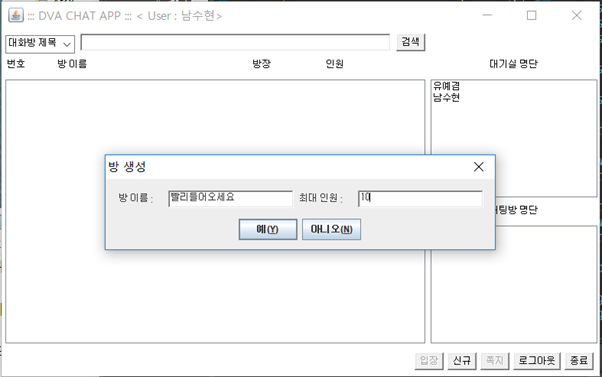 ::: DVA CHAT APP ::: < User : 남수현>
대화방 제목 검색
번호 방이름 방장 인원 대기실 명단
유예겸
남수현
방 생성
방 이름 : 빨리들어오세요 최대 인원 : 10
예(Y) 아니오(N)
채팅방 명단
입장 신규 쪽지 로그아웃 종료